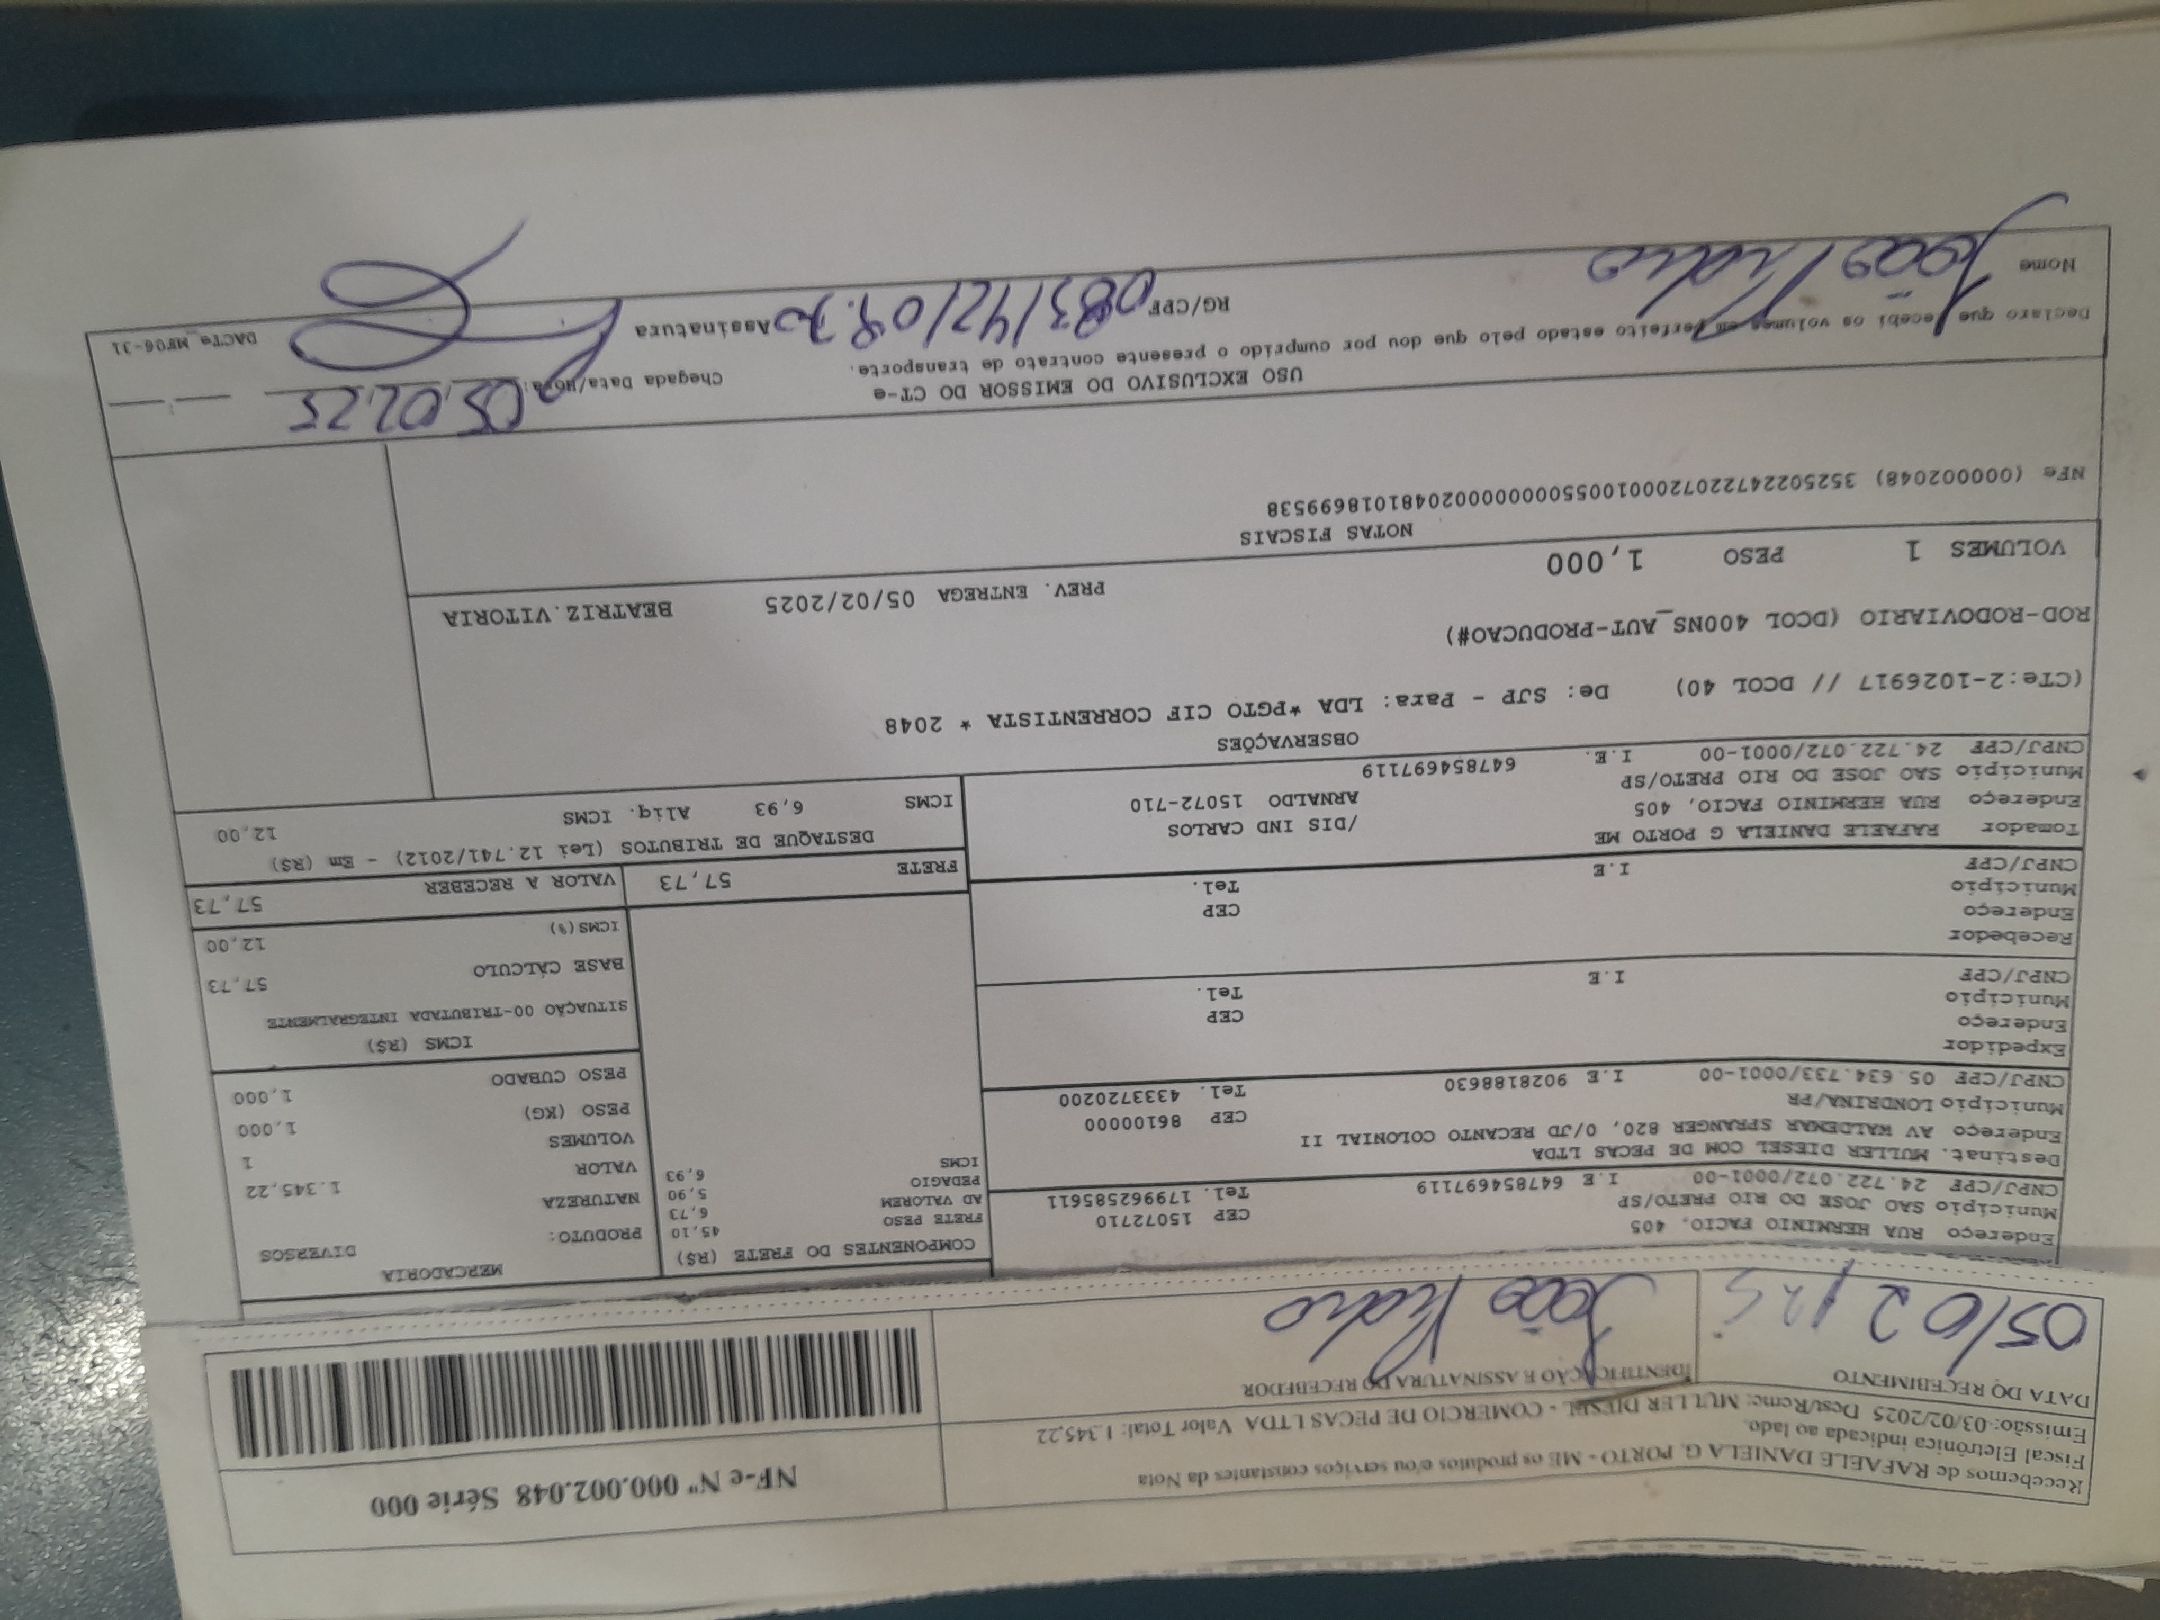 Recebemos de RAFAELE DANIELA G. PORTO - ME os produtos e/ou serviços constantes da Nota
Fiscal Eletrônica indicada ao lado.
Emissão: 03/02/2025 Dest/Reme: MULLER DIESEL - COMERCIO DE PECAS LTDA Valor Total: 1.345,22
NF-e Nº 000.002.048 Série 000
DATA DO RECEBIMENTO
IDENTIFICAÇÃO E ASSINATURA DO RECEBEDOR
05/02/25
João Pedro
Endereço RUA HERMINIO FACIO, 405
Município SAO JOSE DO RIO PRETO/SP CEP 15072710
CNPJ/CPF 24.722.072/0001-00 I.E 647854697119 Tel. 17996258​5611
Destinat. MULLER DIESEL COM DE PECAS LTDA
Endereço AV WALDEMAR SPRANGER 820, 0/JD RECANTO COLONIAL II
Município LONDRINA/PR CEP 86100000
CNPJ/CPF 05.634.733/0001-00 I.E 9028188630 Tel. 4333720200
Expedidor
Endereço
Município CEP
CNPJ/CPF I.E Tel.
Recebedor
Endereço
Município CEP
CNPJ/CPF I.E Tel.
Tomador RAFAELE DANIELA G PORTO ME
Endereço RUA HERMINIO FACIO, 405 /DIS IND CARLOS
Município SAO JOSE DO RIO PRETO/SP ARNALDO 15072-710
CNPJ/CPF 24.722.072/0001-00 I.E. 647854697119
COMPONENTES DO FRETE (R$)
FRETE PESO 45,10
AD VALOREM 6,73
PEDAGIO 5,90
ICMS 6,93
FRETE 57,73
MERCADORIA
PRODUTO: DIVERSOS
NATUREZA
VALOR 1.345,22
VOLUMES 1
PESO (KG) 1,000
PESO CUBADO 1,000
ICMS (R$)
SITUAÇÃO 00-TRIBUTADA INTEGRALMENTE
BASE CÁLCULO 57,73
ICMS(%) 12,00
VALOR A RECEBER 57,73
DESTAQUE DE TRIBUTOS (Lei 12.741/2012) - Em (R$)
ICMS 6,93 Aliq. ICMS 12,00
OBSERVAÇÕES
(CTe:2-1026917 // DCOL 40) De: SJP - Para: LDA *PGTO CIF CORRENTISTA * 2048
ROD-RODOVIARIO (DCOL 400NS_AUT-PRODUCAO#)
VOLUMES 1 PESO 1,000 PREV. ENTREGA 05/02/2025 BEATRIZ.VITORIA
NOTAS FISCAIS
NFe (000002048) 35250224722072000100550000000020481018699538
USO EXCLUSIVO DO EMISSOR DO CT-e
Declaro que recebi os volumes em perfeito estado pelo que dou por cumprido o presente contrato de transporte.
Chegada Data/Hora: 05,02,25
Nome João Pedro RG/CPF Assinatura
DACTe_MF06-31